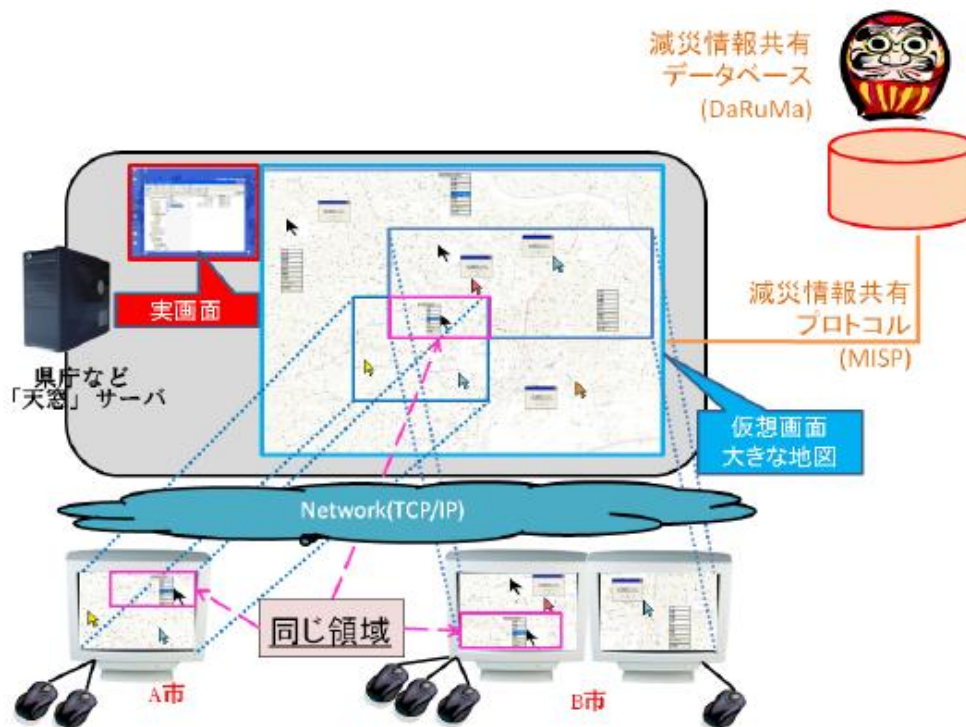 減災情報共有
データベース
(DaRuMa)
実画面
減災情報共有
プロトコル
(MISP)
県庁など
「天窓」サーバ
仮想画面
大きな地図
Network(TCP/IP)
同じ領域
A市
B市